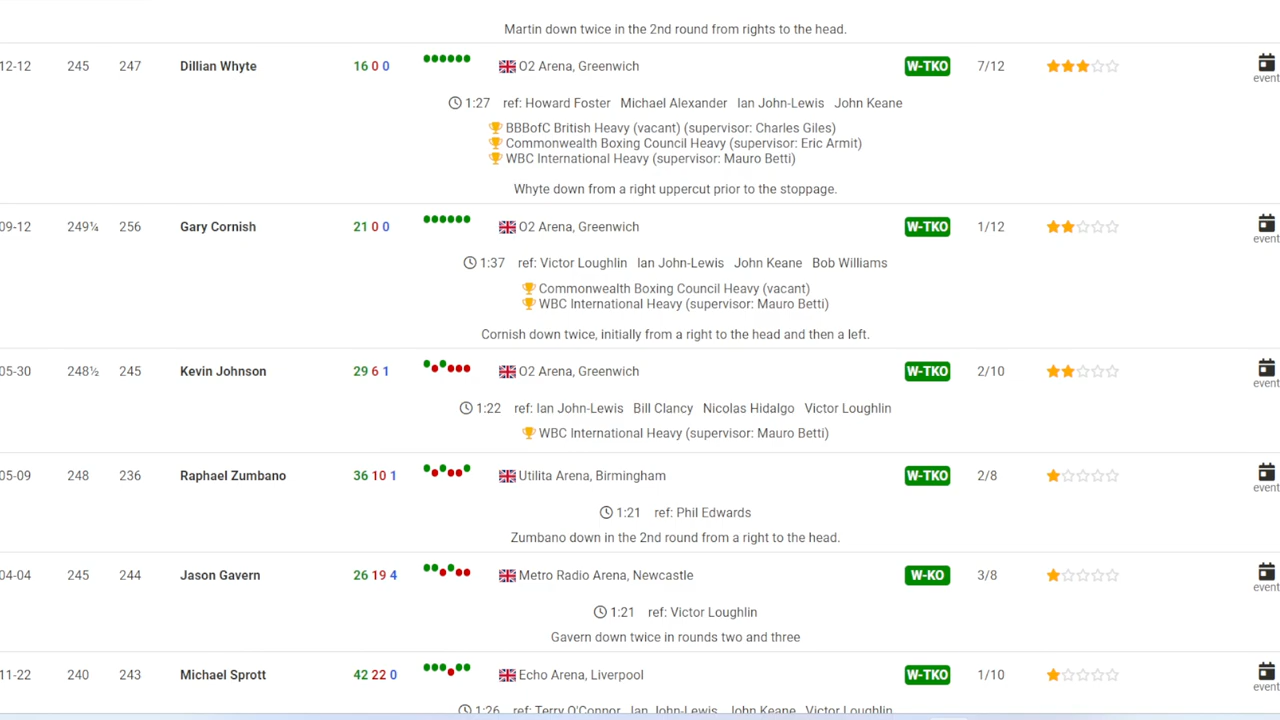 Martin down twice in the 2nd round from rights to the head.
12-12 245 247 Dillian Whyte 16 0 0 O2 Arena, Greenwich W-TKO 7/12
event
1:27 ref: Howard Foster Michael Alexander Ian John-Lewis John Keane
BBBofC British Heavy (vacant) (supervisor: Charles Giles)
Commonwealth Boxing Council Heavy (supervisor: Eric Armit)
WBC International Heavy (supervisor: Mauro Betti)
Whyte down from a right uppercut prior to the stoppage.
09-12 249¼ 256 Gary Cornish 21 0 0 O2 Arena, Greenwich W-TKO 1/12
event
1:37 ref: Victor Loughlin Ian John-Lewis John Keane Bob Williams
Commonwealth Boxing Council Heavy (vacant)
WBC International Heavy (supervisor: Mauro Betti)
Cornish down twice, initially from a right to the head and then a left.
05-30 248½ 245 Kevin Johnson 29 6 1 O2 Arena, Greenwich W-TKO 2/10
event
1:22 ref: Ian John-Lewis Bill Clancy Nicolas Hidalgo Victor Loughlin
WBC International Heavy (supervisor: Mauro Betti)
05-09 248 236 Raphael Zumbano 36 10 1 Utilita Arena, Birmingham W-TKO 2/8
event
1:21 ref: Phil Edwards
Zumbano down in the 2nd round from a right to the head.
04-04 245 244 Jason Gavern 26 19 4 Metro Radio Arena, Newcastle W-KO 3/8
event
1:21 ref: Victor Loughlin
Gavern down twice in rounds two and three
11-22 240 243 Michael Sprott 42 22 0 Echo Arena, Liverpool W-TKO 1/10
event
1:26 ref: Terry O'Connor Ian John-Lewis John Keane Victor Loughlin